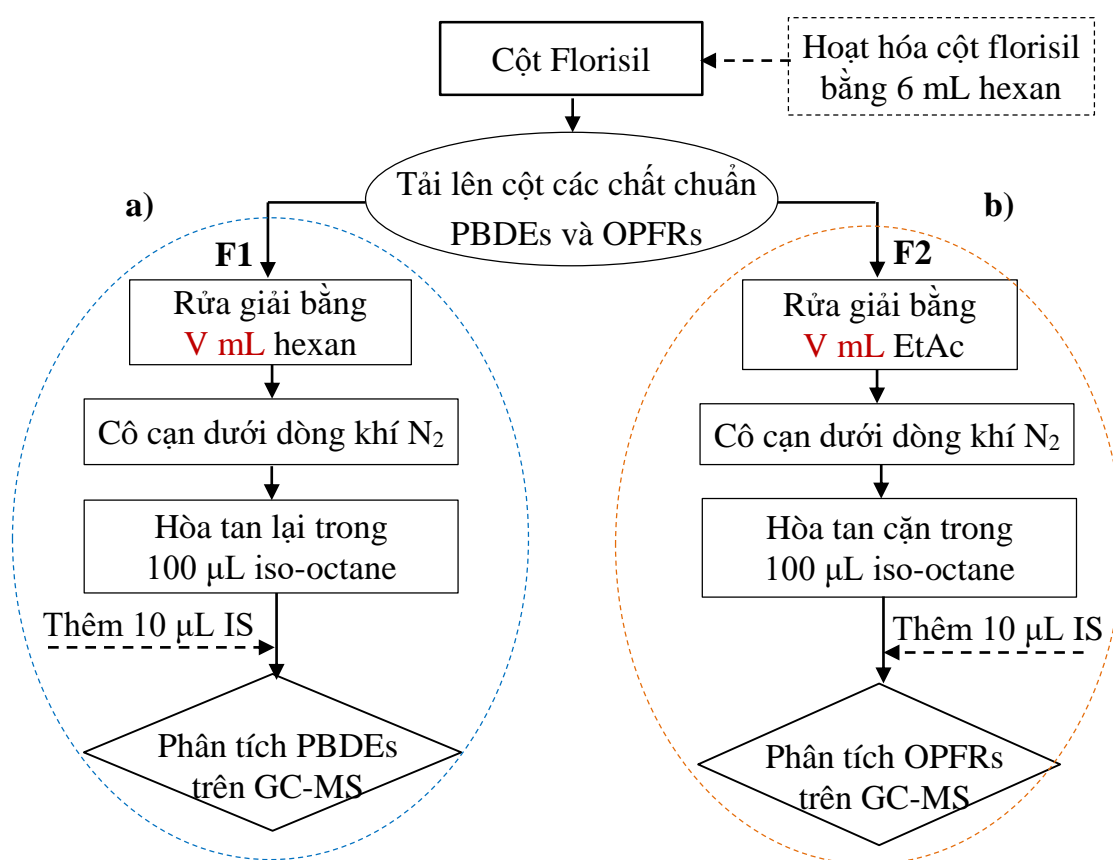 Cột Florisil
Hoạt hóa cột florisil
bằng 6 mL hexan
Tải lên cột các chất chuẩn
PBDEs và OPFRs
a)
F1
Rửa giải bằng
V mL hexan
Cô cạn dưới dòng khí N₂
Hòa tan lại trong
100 μL iso-octane
Thêm 10 μL IS
Phân tích PBDEs
trên GC-MS
b)
F2
Rửa giải bằng
V mL EtAc
Cô cạn dưới dòng khí N₂
Hòa tan cặn trong
100 μL iso-octane
Thêm 10 μL IS
Phân tích OPFRs
trên GC-MS